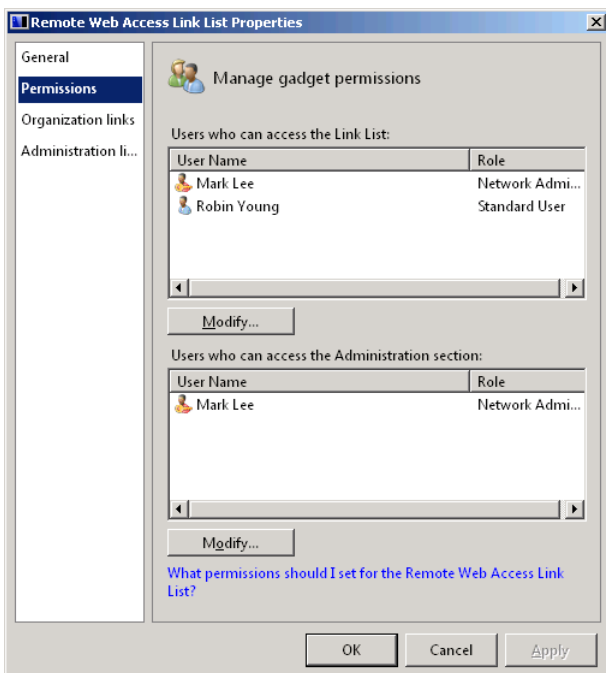 Remote Web Access Link List Properties
General
Permissions
Organization links
Administration li...
Manage gadget permissions
Users who can access the Link List:
User Name Role
Mark Lee Network Admi...
Robin Young Standard User
Modify...
Users who can access the Administration section:
User Name Role
Mark Lee Network Admi...
Modify...
What permissions should I set for the Remote Web Access Link
List?
OK Cancel Apply